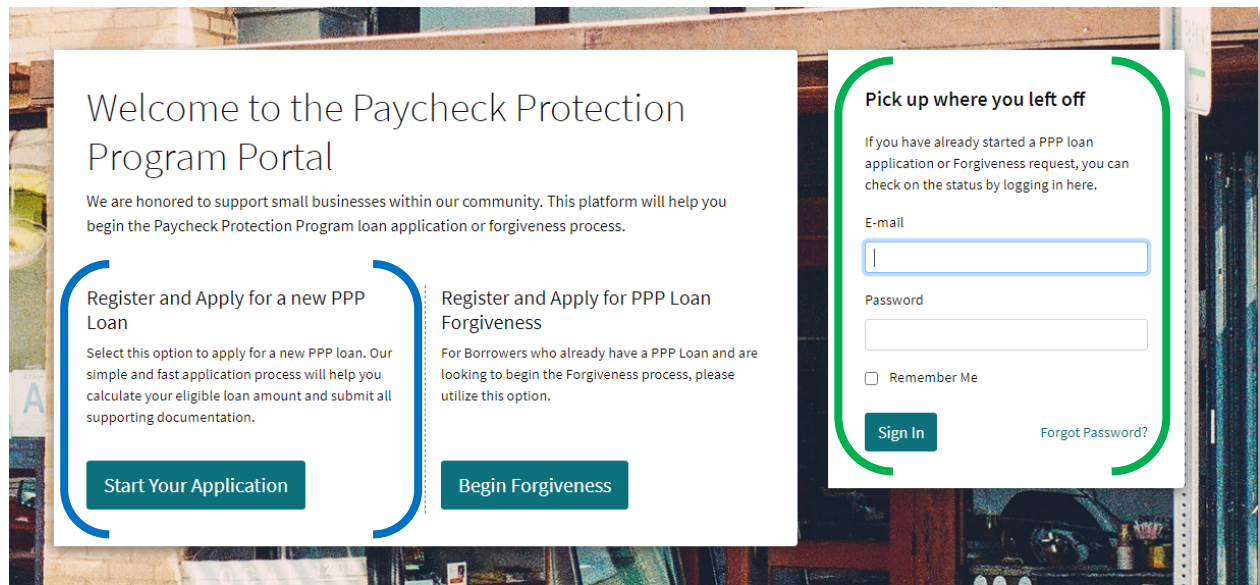 Welcome to the Paycheck Protection
Program Portal
We are honored to support small businesses within our community. This platform will help you
begin the Paycheck Protection Program loan application or forgiveness process.
Register and Apply for a new PPP
Loan
Select this option to apply for a new PPP loan. Our
simple and fast application process will help you
calculate your eligible loan amount and submit all
supporting documentation.
Start Your Application
Register and Apply for PPP Loan
Forgiveness
For Borrowers who already have a PPP Loan and are
looking to begin the Forgiveness process, please
utilize this option.
Begin Forgiveness
Pick up where you left off
If you have already started a PPP loan
application or Forgiveness request, you can
check on the status by logging in here.
E-mail
Password
Remember Me
Sign In
Forgot Password?
A